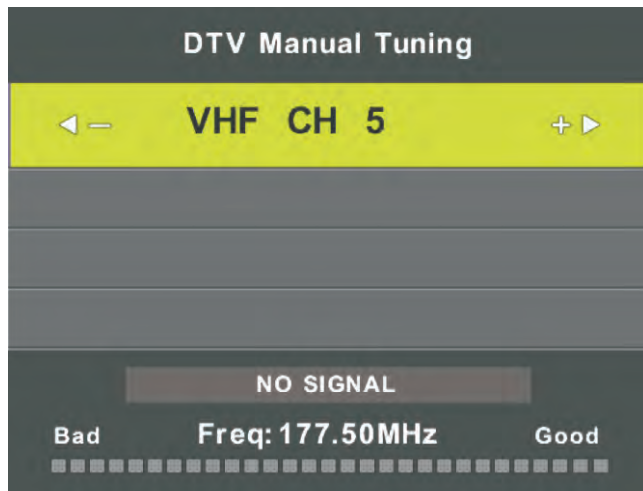 DTV Manual Tuning
– VHF CH 5 +
NO SIGNAL
Bad Freq:177.50MHz Good